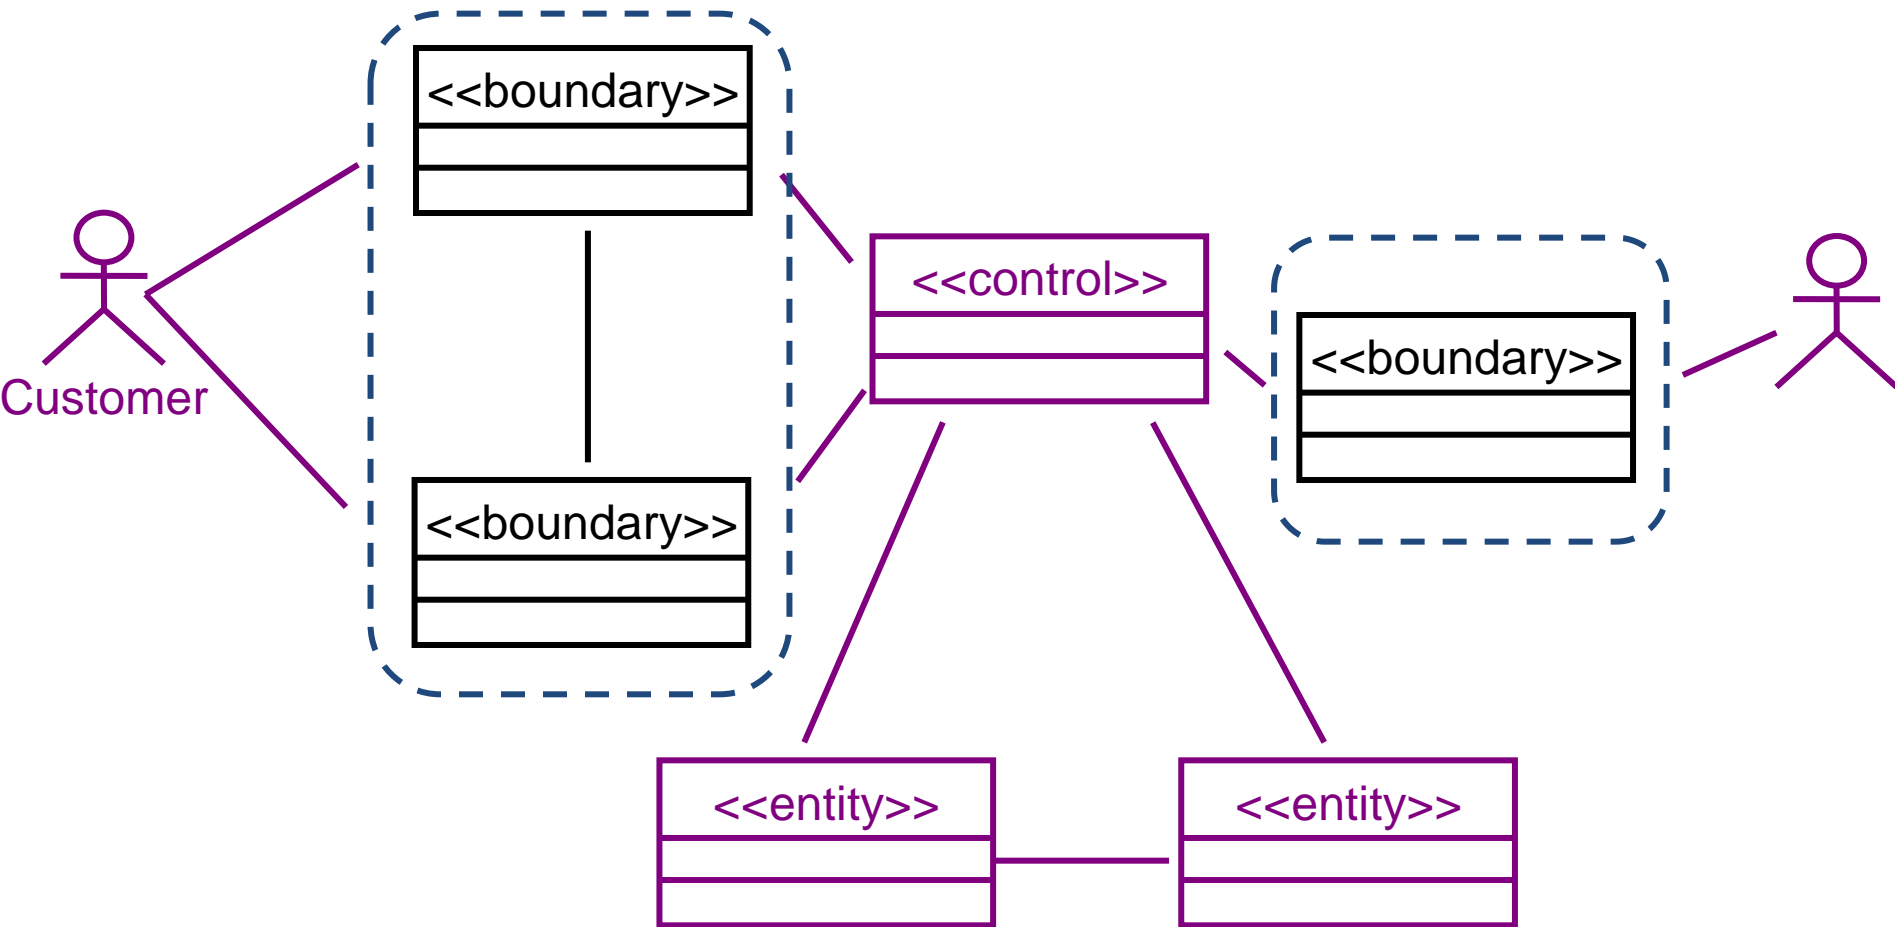 <<boundary>>
<<control>>
<<boundary>>
Customer
<<boundary>>
<<entity>>
<<entity>>